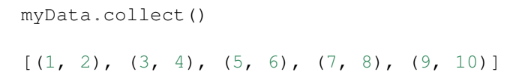 myData.collect()
[(1, 2), (3, 4), (5, 6), (7, 8), (9, 10)]